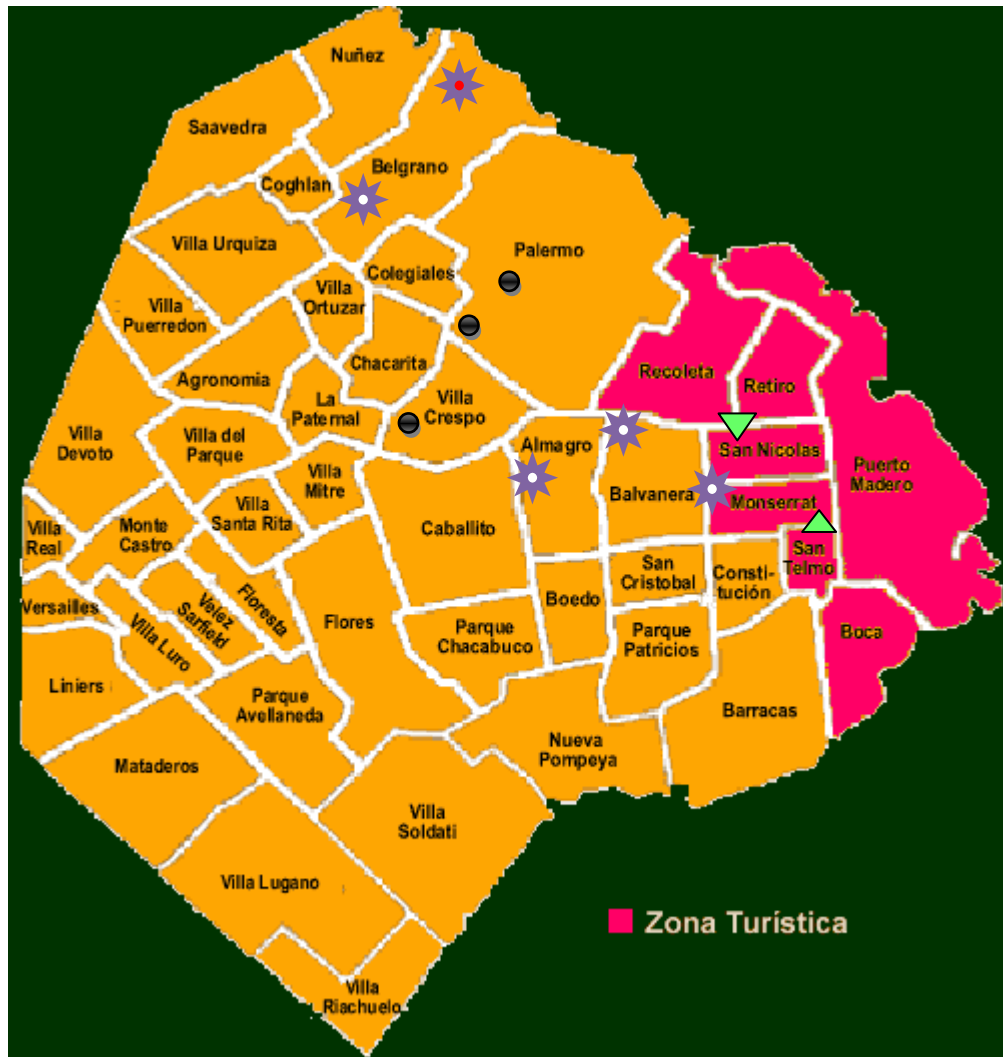 Nuñez
Saavedra
Belgrano
Coghlan
Villa Urquiza
Palermo
Colegiales
Villa
Ortuzar
Villa
Puerredon
Chacarita
Recoleta
Retiro
Agronomia
La
Paternal
Villa
Crespo
Villa
Devoto
Villa del
Parque
Almagro
San Nicolas
Puerto
Madero
Villa
Mitre
Balvanera
Monserrat
Villa
Santa Rita
Caballito
Villa
Real
Monte
Castro
San
Telmo
San
Cristobal
Consti-
tución
Versailles
Velez
Sarfield
Floresta
Boedo
Flores
Villa Luro
Parque
Chacabuco
Parque
Patricios
Boca
Liniers
Parque
Avellaneda
Barracas
Mataderos
Nueva
Pompeya
Villa
Soldati
Villa Lugano
Zona Turística
Villa
Riachuelo